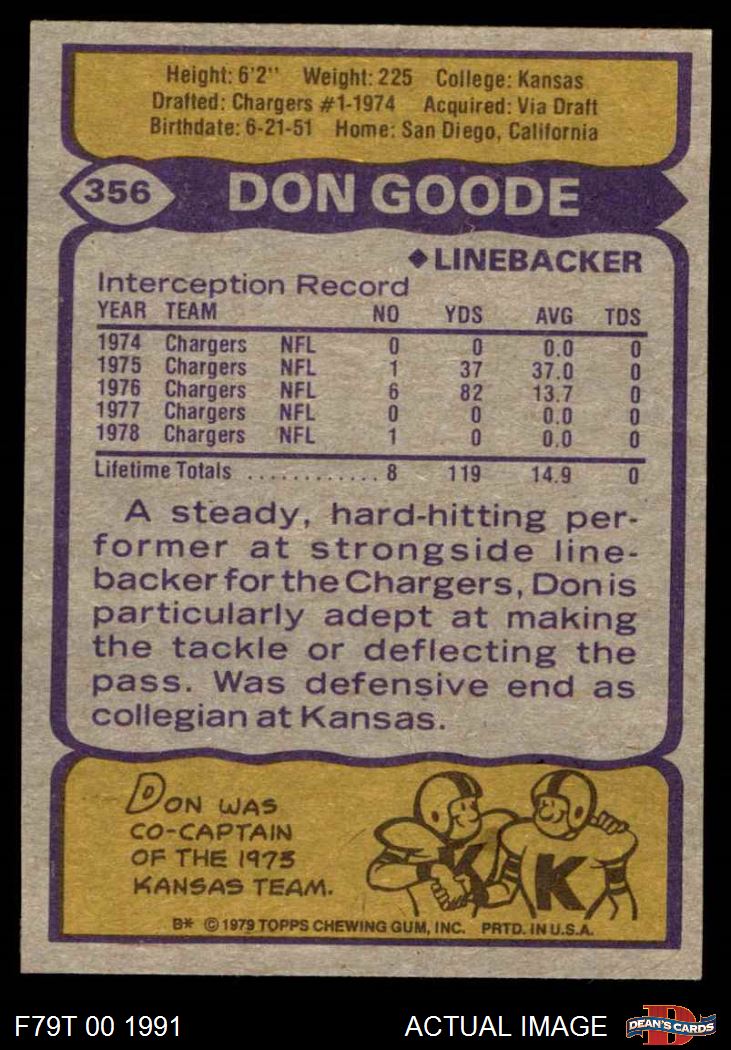 Height: 6'2" Weight: 225 College: Kansas
Drafted: Chargers #1-1974 Acquired: Via Draft
Birthdate: 6-21-51 Home: San Diego, California
356 DON GOODE
◆LINEBACKER
Interception Record
YEAR TEAM NO YDS AVG TDS
1974 Chargers NFL 0 0 0.0 0
1975 Chargers NFL 1 37 37.0 0
1976 Chargers NFL 6 82 13.7 0
1977 Chargers NFL 0 0 0.0 0
1978 Chargers NFL 1 0 0.0 0
Lifetime Totals ............ 8 119 14.9 0
A steady, hard-hitting per-
former at strongside line-
backer for the Chargers, Don is
particularly adept at making
the tackle or deflecting the
pass. Was defensive end as
collegian at Kansas.
DON WAS
CO-CAPTAIN
OF THE 1973
KANSAS TEAM.
K K
B* © 1979 TOPPS CHEWING GUM, INC. PRTD. IN U.S.A.
F79T 00 1991 ACTUAL IMAGE D DEAN'S CARDS